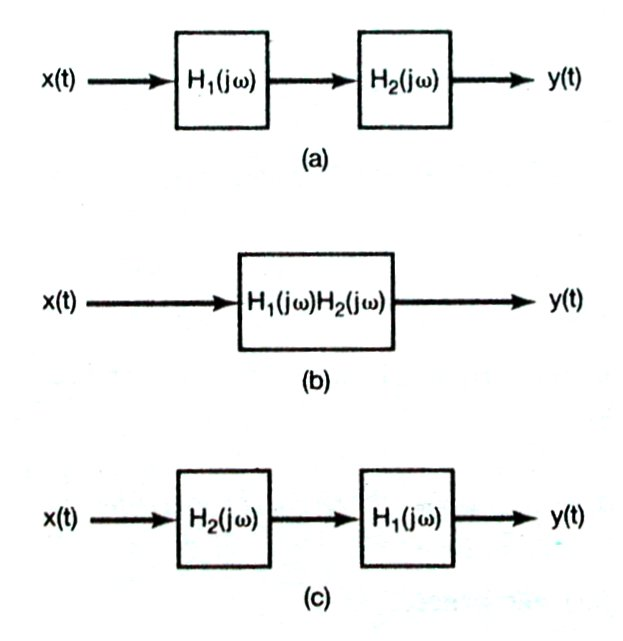 x(t) H₁(jω) H₂(jω) y(t)
(a)
x(t) H₁(jω)H₂(jω) y(t)
(b)
x(t) H₂(jω) H₁(jω) y(t)
(c)